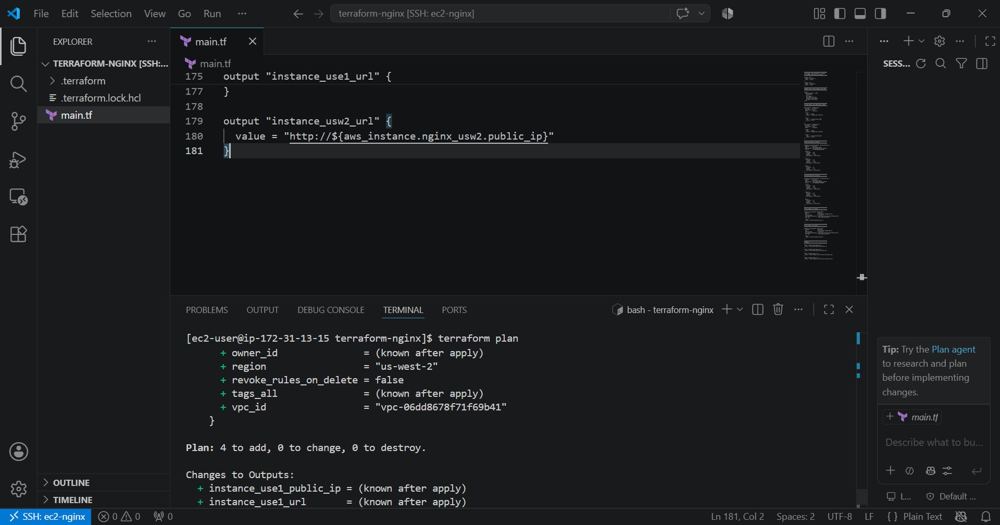 File Edit Selection View Go Run ···
terraform-nginx [SSH: ec2-nginx]
EXPLORER
TERRAFORM-NGINX [SSH:...
.terraform
.terraform.lock.hcl
main.tf
OUTLINE
TIMELINE
main.tf
main.tf
175 output "instance_use1_url" {
177 }
178
179 output "instance_usw2_url" {
180 value = "http://${aws_instance.nginx_usw2.public_ip}"
181 }
PROBLEMS OUTPUT DEBUG CONSOLE TERMINAL PORTS
bash - terraform-nginx
[ec2-user@ip-172-31-13-15 terraform-nginx]$ terraform plan
+ owner_id = (known after apply)
+ region = "us-west-2"
+ revoke_rules_on_delete = false
+ tags_all = (known after apply)
+ vpc_id = "vpc-06dd8678f71f69b41"
}
Plan: 4 to add, 0 to change, 0 to destroy.
Changes to Outputs:
+ instance_use1_public_ip = (known after apply)
+ instance_use1_url = (known after apply)
SESS...
Tip: Try the Plan agent
to research and plan
before implementing
changes.
+ main.tf
Describe what to bu...
L... Default ...
SSH: ec2-nginx 0 0 0
Ln 181, Col 2 Spaces: 2 UTF-8 LF { } Plain Text